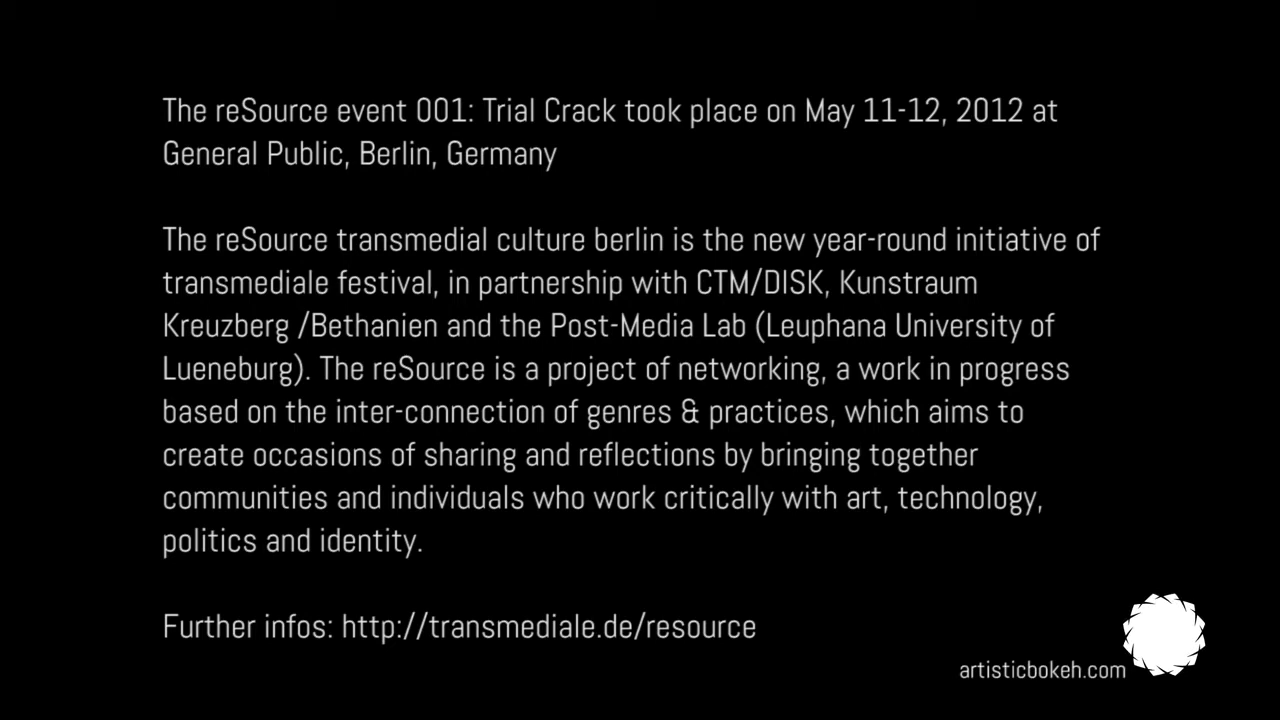 The reSource event 001: Trial Crack took place on May 11-12, 2012 at
General Public, Berlin, Germany
The reSource transmedial culture berlin is the new year-round initiative of
transmediale festival, in partnership with CTM/DISK, Kunstraum
Kreuzberg /Bethanien and the Post-Media Lab (Leuphana University of
Lueneburg). The reSource is a project of networking, a work in progress
based on the inter-connection of genres & practices, which aims to
create occasions of sharing and reflections by bringing together
communities and individuals who work critically with art, technology,
politics and identity.
Further infos: http://transmediale.de/resource
artisticbokeh.com